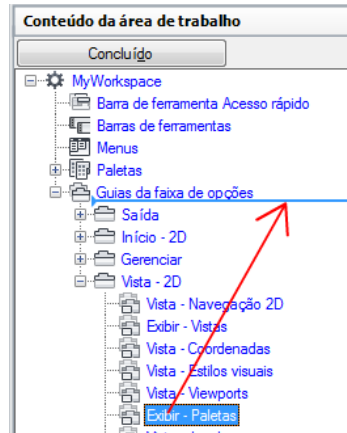 Conteúdo da área de trabalho
Concluído
MyWorkspace
Barra de ferramenta Acesso rápido
Barras de ferramentas
Menus
Paletas
Guias da faixa de opções
Saída
Início - 2D
Gerenciar
Vista - 2D
Vista - Navegação 2D
Exibir - Vistas
Vista - Coordenadas
Vista - Estilos visuais
Vista - Viewports
Exibir - Paletas